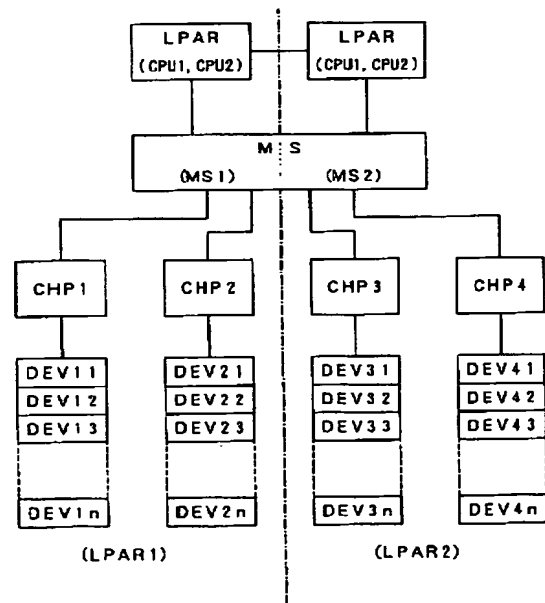 LPAR LPAR
(CPU1, CPU2) (CPU1, CPU2)
MS
(MS1) (MS2)
CHP1 CHP2 CHP3 CHP4
DEV11 DEV21 DEV31 DEV41
DEV12 DEV22 DEV32 DEV42
DEV13 DEV23 DEV33 DEV43
DEV1n DEV2n DEV3n DEV4n
(LPAR1) (LPAR2)